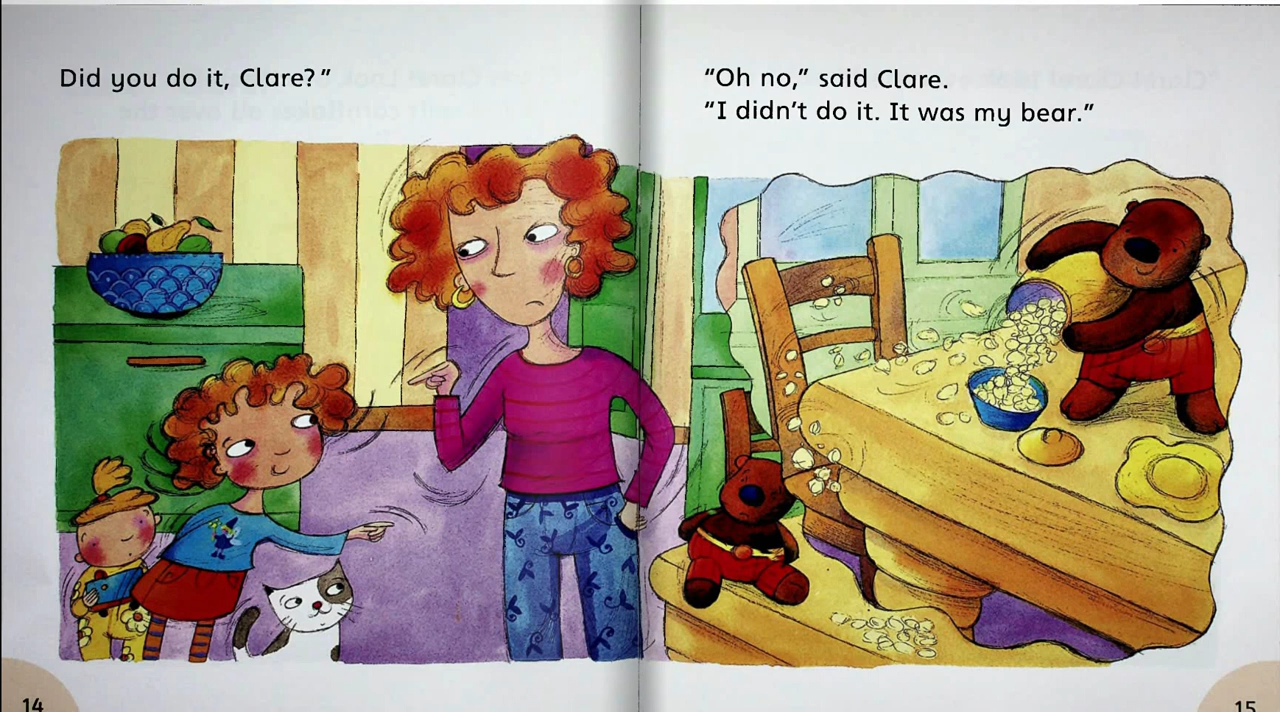 Did you do it, Clare?”
“Oh no,” said Clare.
“I didn’t do it. It was my bear.”
14
15